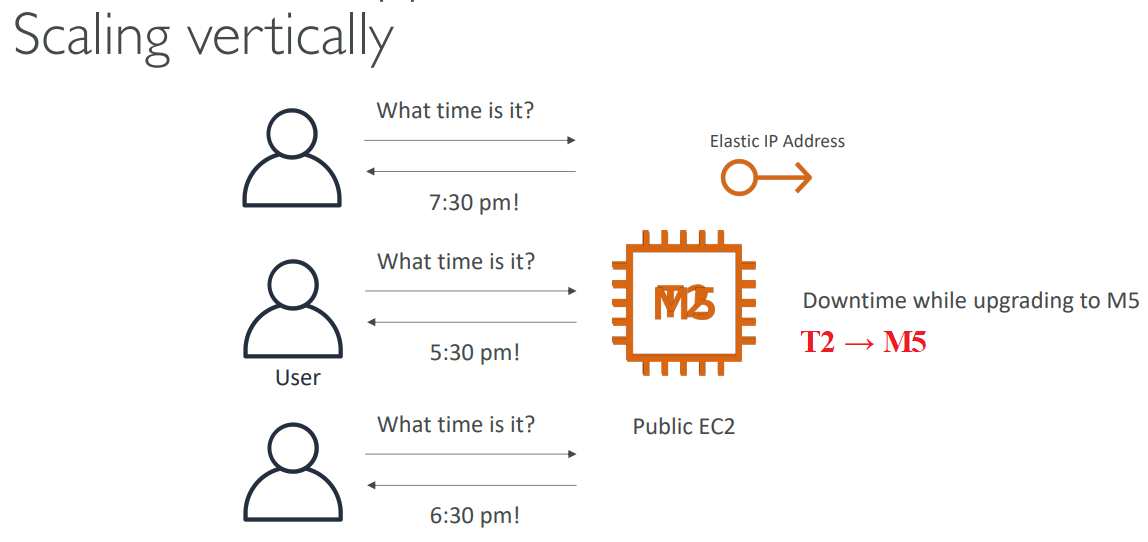 Scaling vertically
What time is it?
Elastic IP Address
7:30 pm!
What time is it?
M5
Downtime while upgrading to M5
T2 → M5
5:30 pm!
User
What time is it?
Public EC2
6:30 pm!